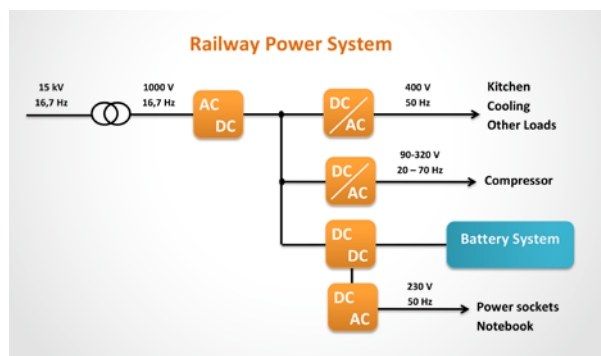 Railway Power System
15 kV
16,7 Hz
1000 V
16,7 Hz
AC
DC
DC
AC
400 V
50 Hz
Kitchen
Cooling
Other Loads
DC
AC
90-320 V
20 – 70 Hz
Compressor
DC
DC
Battery System
DC
AC
230 V
50 Hz
Power sockets
Notebook